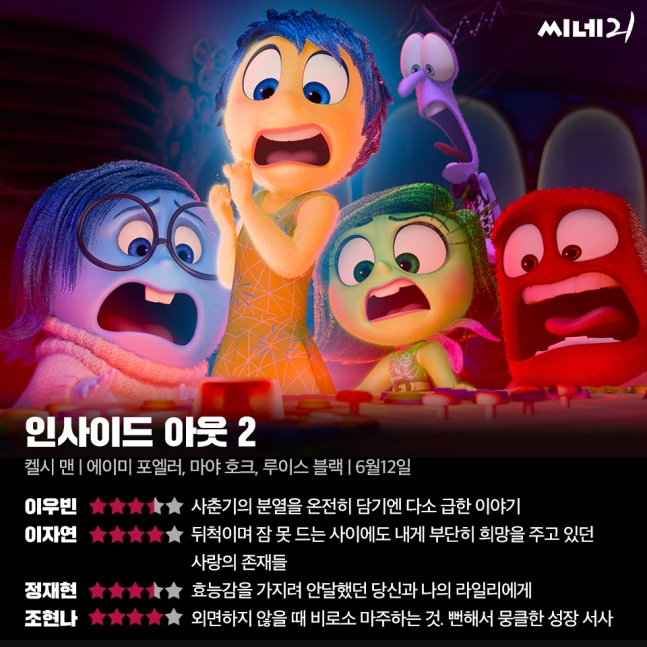 씨네21
인사이드 아웃 2
켈시 맨 | 에이미 포엘러, 마야 호크, 루이스 블랙 | 6월12일
이우빈 ★★★★★ 사춘기의 분열을 온전히 담기엔 다소 급한 이야기
이자연 ★★★★★ 뒤척이며 잠 못 드는 사이에도 내게 부단히 희망을 주고 있던
사랑의 존재들
정재현 ★★★★★ 효능감을 가지려 안달했던 당신과 나의 라일리에게
조현나 ★★★★★ 외면하지 않을 때 비로소 마주하는 것. 뻔해서 뭉클한 성장 서사